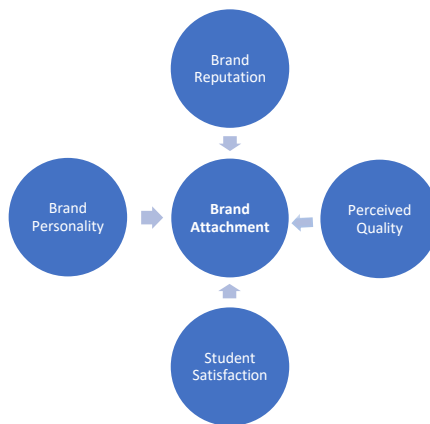 Brand
Reputation
Brand
Personality
Brand
Attachment
Perceived
Quality
Student
Satisfaction